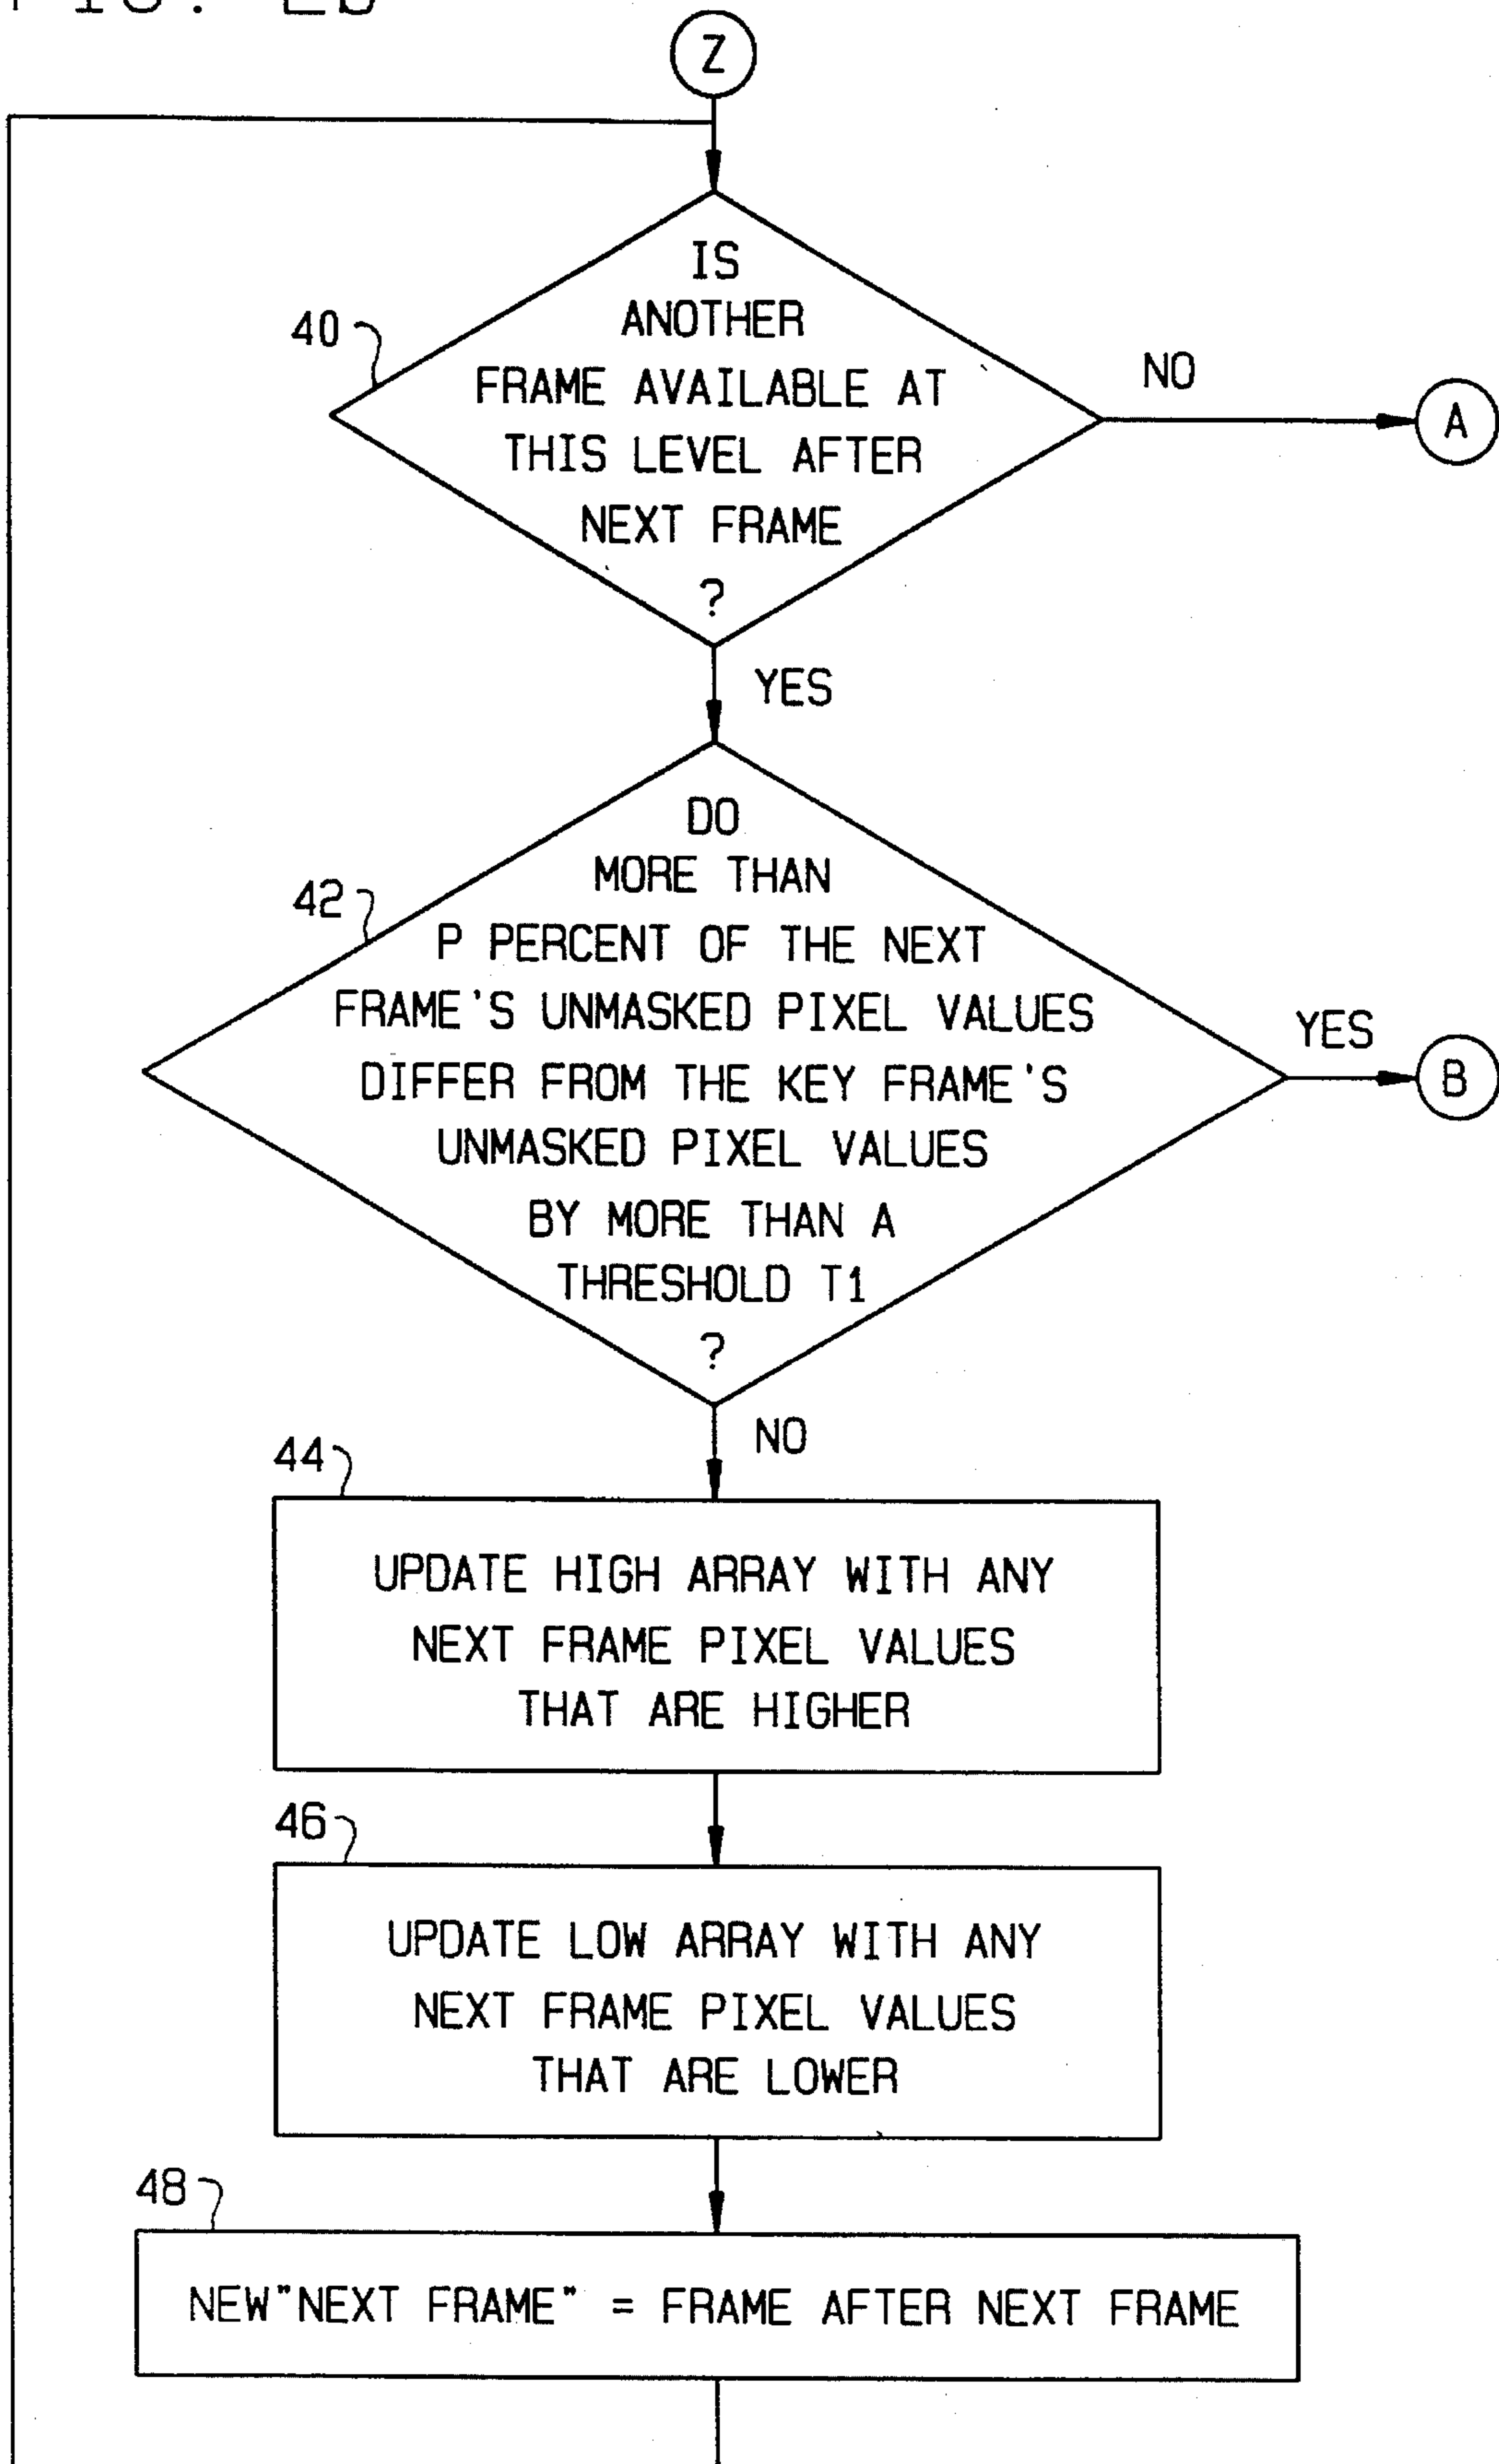 FIG. 2b
Z
IS
ANOTHER
FRAME AVAILABLE AT
THIS LEVEL AFTER
NEXT FRAME
?
40
NO
A
YES
DO
MORE THAN
P PERCENT OF THE NEXT
FRAME'S UNMASKED PIXEL VALUES
DIFFER FROM THE KEY FRAME'S
UNMASKED PIXEL VALUES
BY MORE THAN A
THRESHOLD T1
?
42
YES
B
NO
44
UPDATE HIGH ARRAY WITH ANY
NEXT FRAME PIXEL VALUES
THAT ARE HIGHER
46
UPDATE LOW ARRAY WITH ANY
NEXT FRAME PIXEL VALUES
THAT ARE LOWER
48
NEW"NEXT FRAME" = FRAME AFTER NEXT FRAME